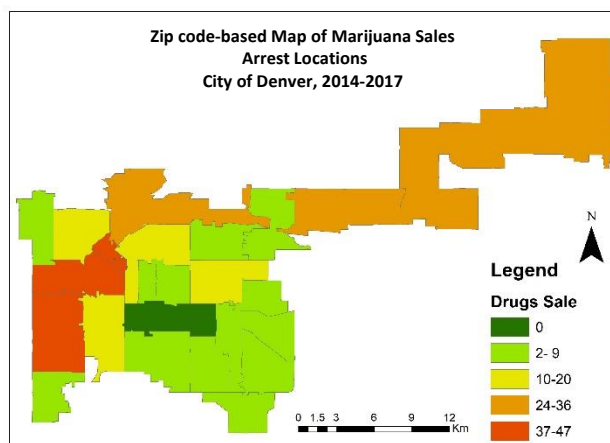 Zip code-based Map of Marijuana Sales
Arrest Locations
City of Denver, 2014-2017
N
Legend
Drugs Sale
0
2- 9
10-20
24-36
37-47
0 1.5 3 6 9 12
Km